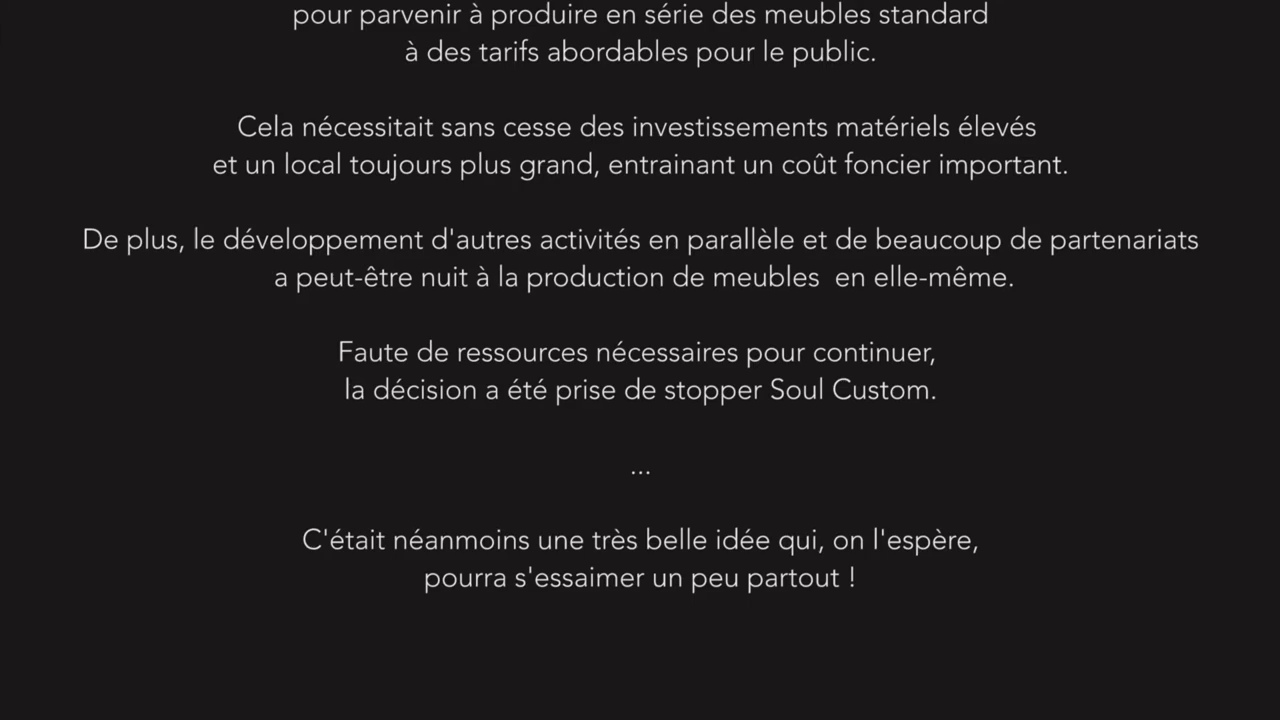 pour parvenir à produire en série des meubles standard
à des tarifs abordables pour le public.
Cela nécessitait sans cesse des investissements matériels élevés
et un local toujours plus grand, entrainant un coût foncier important.
De plus, le développement d'autres activités en parallèle et de beaucoup de partenariats
a peut-être nuit à la production de meubles  en elle-même.
Faute de ressources nécessaires pour continuer,
la décision a été prise de stopper Soul Custom.
...
C'était néanmoins une très belle idée qui, on l'espère,
pourra s'essaimer un peu partout !